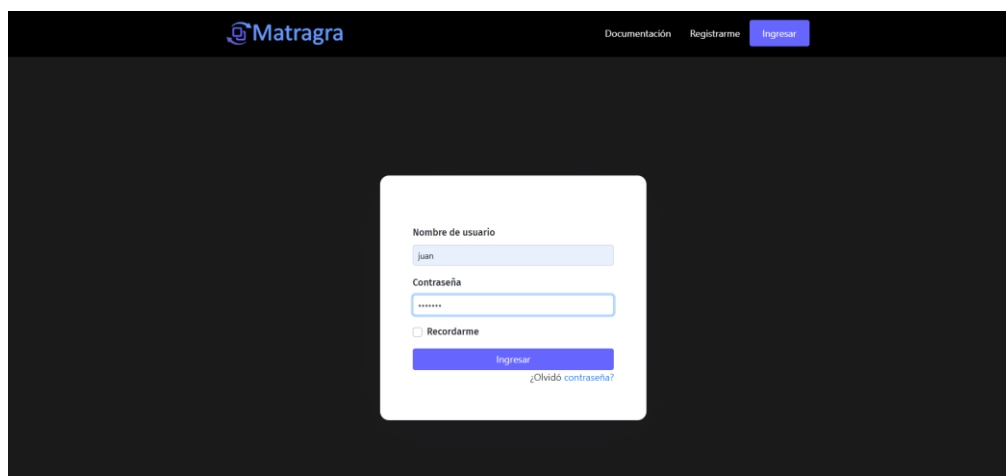 Matragra
Documentación Registrarme Ingresar
Nombre de usuario
juan
Contraseña
•••••••
Recordarme
Ingresar
¿Olvidó contraseña?